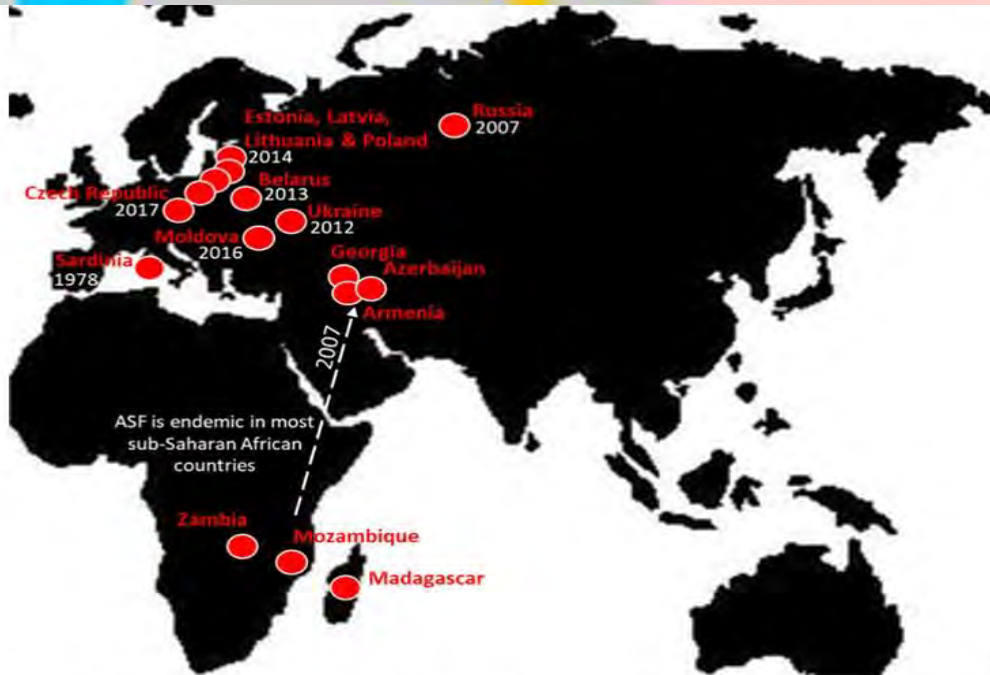 Estonia, Latvia,
Lithuania & Poland
2014
Russia
2007
Czech Republic
2017
Belarus
2013
Ukraine
2012
Moldova
2016
Sardinia
1978
Georgia
Azerbaijan
Armenia
2007
ASF is endemic in most
sub-Saharan African
countries
Zambia
Mozambique
Madagascar